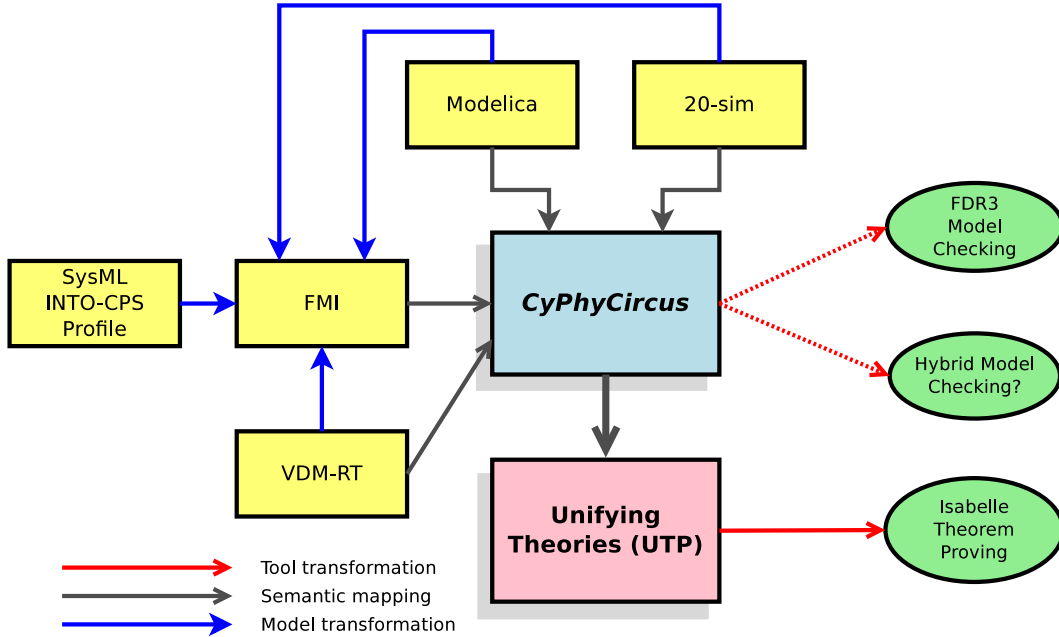 Modelica
20-sim
FDR3
Model
Checking
SysML
INTO-CPS
Profile
FMI
CyPhyCircus
Hybrid Model
Checking?
VDM-RT
Unifying
Theories (UTP)
Isabelle
Theorem
Proving
Tool transformation
Semantic mapping
Model transformation